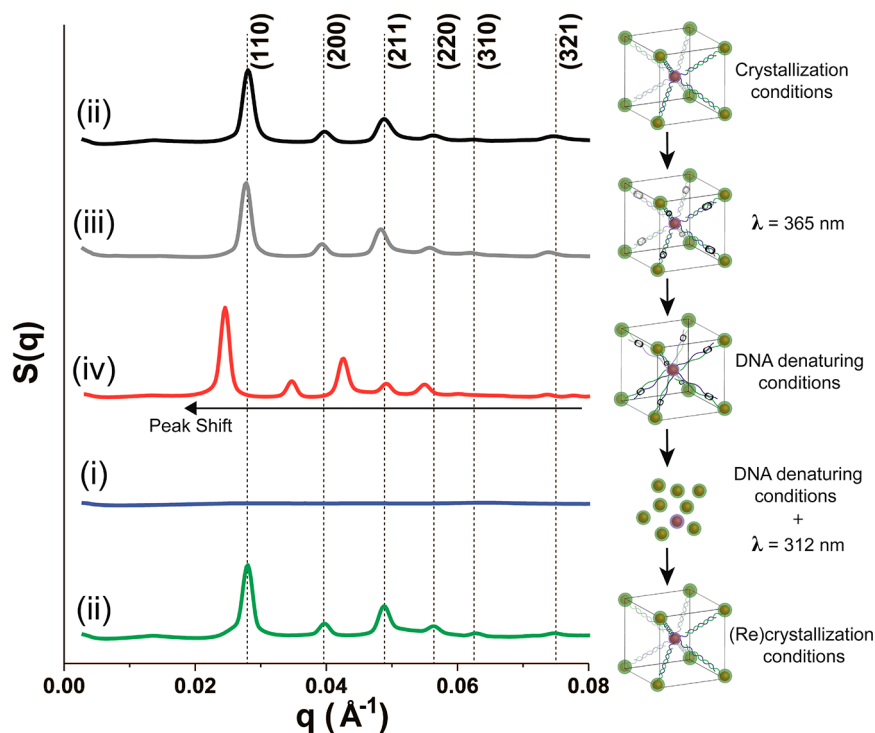 (110)
(200)
(211)
(220)
(310)
(321)
(ii)
(iii)
(iv)
Peak Shift
(i)
(ii)
S(q)
0.00
0.02
0.04
0.06
0.08
q (Å⁻¹)
Crystallization
conditions
λ = 365 nm
DNA denaturing
conditions
DNA denaturing
conditions
+
λ = 312 nm
(Re)crystallization
conditions